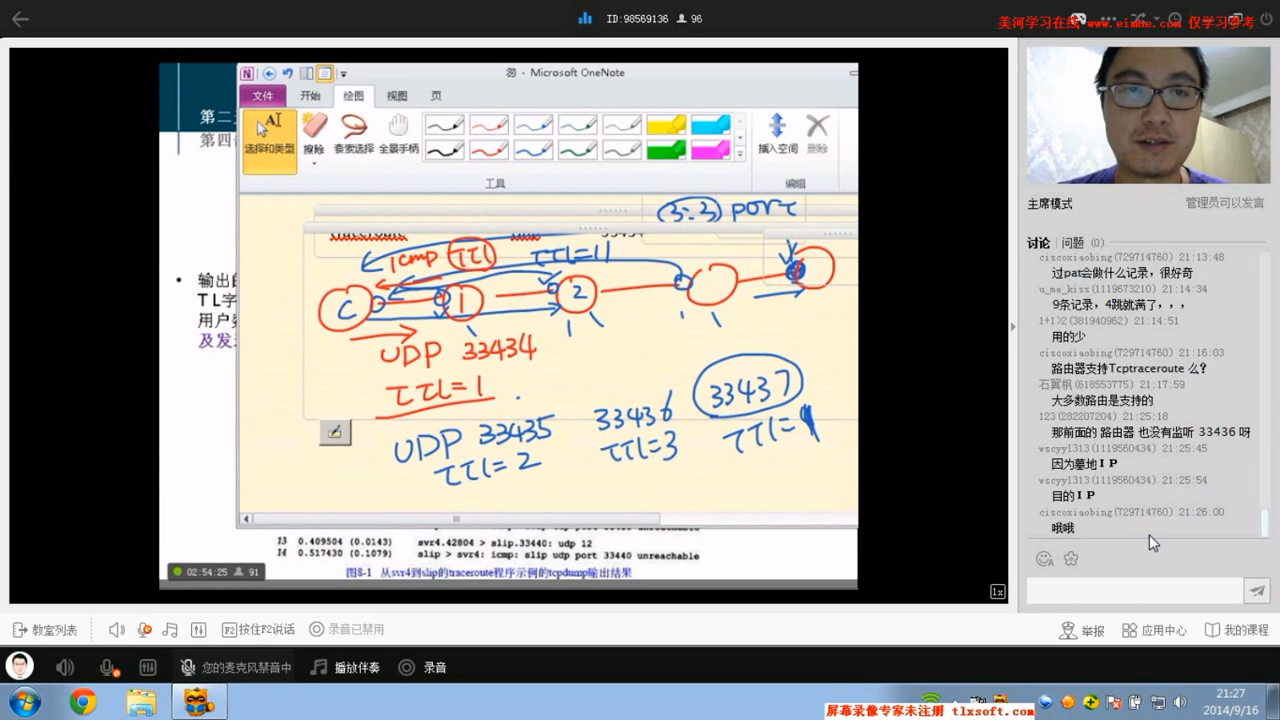 ID:98569136 96
美河学习在线 www.eimhe.com 仅学习参考
Microsoft OneNote
文件 开始 绘图 视图 页
选择和类型 擦除 套索选择 全景手柄 插入空间 删除
工具 编辑
第二
第四
输出的
TL字
用户
及发
(3.3) port
traceroute 33434
icmp TTL TTL=1
C 1 2
UDP 33434
TTL=1
UDP 33435
TTL=2
33436
TTL=3
33437
TTL=
13 0.409504 (0.0143) svr4.42804 > slip.33440: udp 12
14 0.517430 (0.1079) slip > svr4: icmp: slip udp port 33440 unreachable
图8-1 从svr4到slip的traceroute程序示例的tcpdump输出结果
02:54:25 91
1x
主席模式 管理员可以发言
讨论 问题 (0)
ciscoxiaobing(729714760) 21:13:48
过pat会做什么记录，很好奇
u_me_kiss(1119673210) 21:14:34
9条记录，4跳就满了，，，
1+1>2(381940962) 21:14:51
用的少
ciscoxiaobing(729714760) 21:16:03
路由器支持Tcptraceroute 么？
石翼枫(618553775) 21:17:59
大多数路由是支持的
123(282207204) 21:25:18
那前面的 路由器 也没有监听 33436 呀
wscyy1313(1119560434) 21:25:45
因为墓地IP
wscyy1313(1119560434) 21:25:54
目的IP
ciscoxiaobing(729714760) 21:26:00
哦哦
教室列表 F2 按住F2说话 录音已禁用 举报 应用中心 我的课程
您的麦克风禁音中 播放伴奏 录音
21:27
2014/9/16
屏幕录像专家未注册 tlxsoft.com